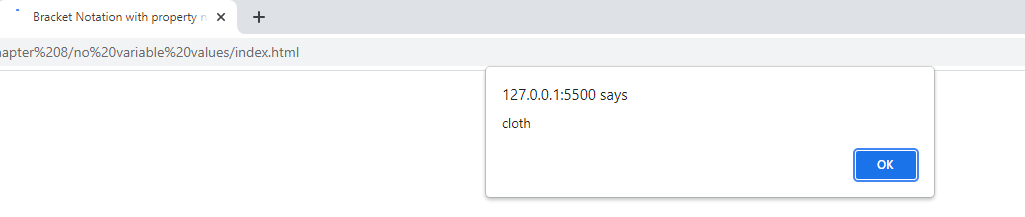 Bracket Notation with property n
apter%208/no%20variable%20values/index.html
127.0.0.1:5500 says
cloth
OK